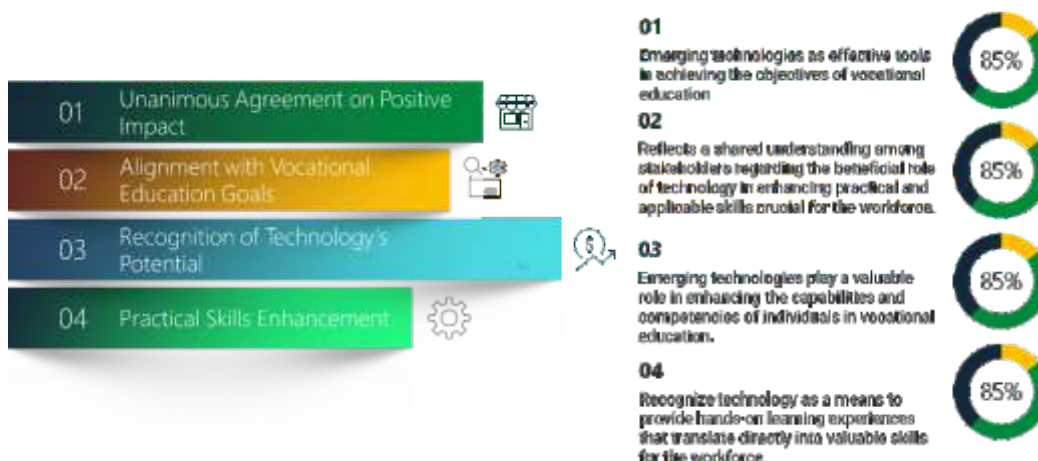 01
Unanimous Agreement on Positive
Impact
02
Alignment with Vocational
Education Goals
03
Recognition of Technology's
Potential
04
Practical Skills Enhancement
01
Emerging technologies as effective tools
in achieving the objectives of vocational
education
85%
02
Reflects a shared understanding among
stakeholders regarding the beneficial role
of technology in enhancing practical and
applicable skills crucial for the workforce.
85%
03
Emerging technologies play a valuable
role in enhancing the capabilities and
competencies of individuals in vocational
education.
85%
04
Recognize technology as a means to
provide hands-on learning experiences
that translate directly into valuable skills
for the workforce.
85%